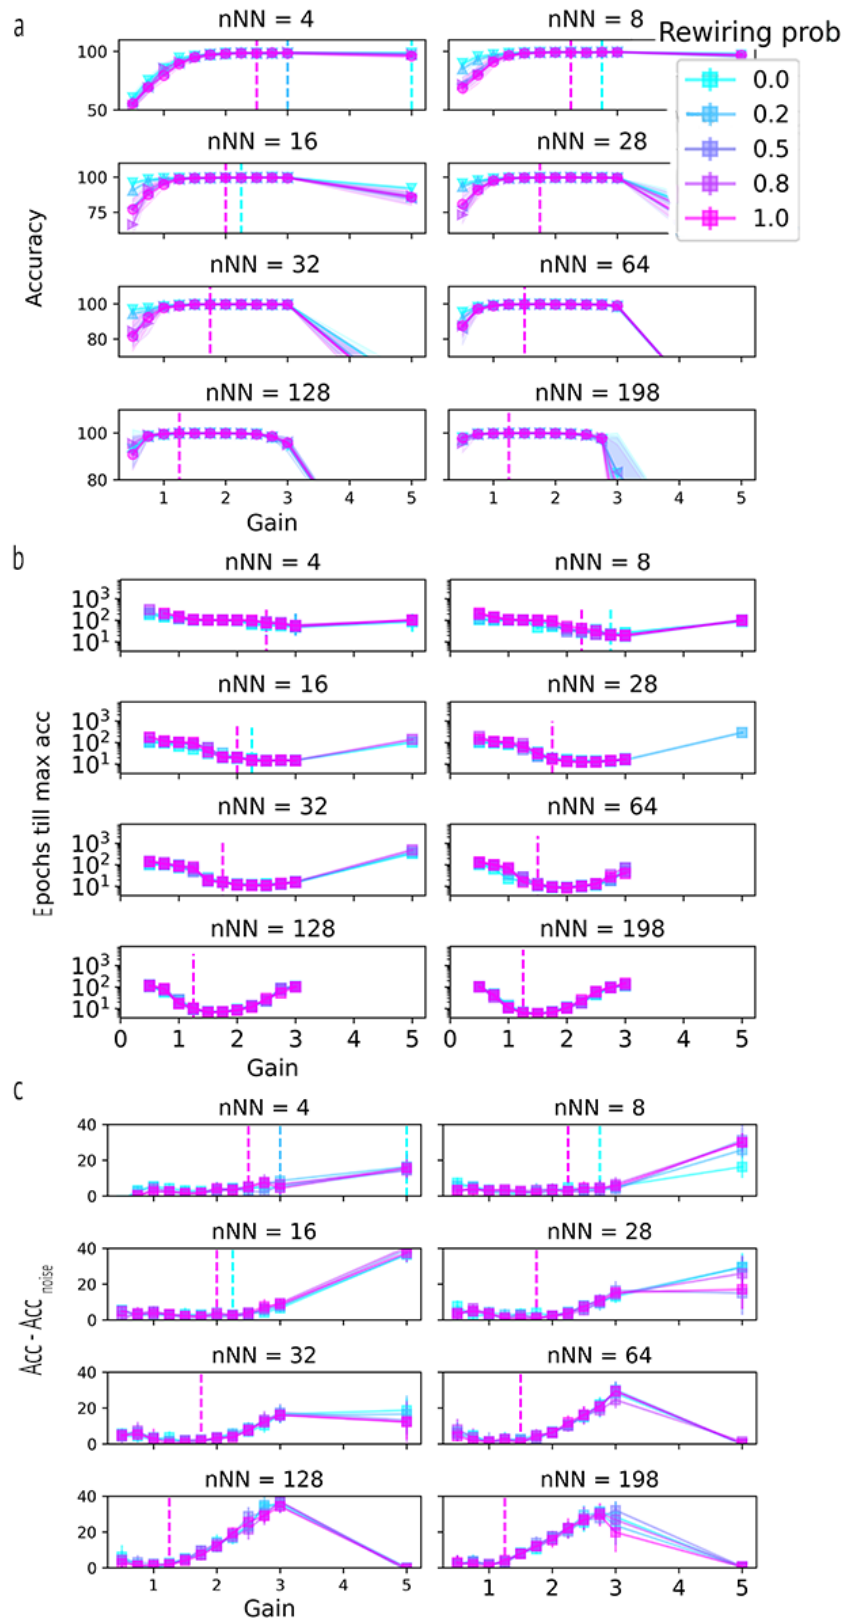 a
nNN = 4
nNN = 8
Rewiring prob
0.0
0.2
0.5
0.8
1.0
100
50
nNN = 16
nNN = 28
100
75
Accuracy
nNN = 32
nNN = 64
100
80
nNN = 128
nNN = 198
100
80
1 2 3 4 5
1 2 3 4 5
Gain
b
nNN = 4
nNN = 8
10³
10²
10¹
nNN = 16
nNN = 28
10³
10²
10¹
Epochs till max acc
nNN = 32
nNN = 64
10³
10²
10¹
nNN = 128
nNN = 198
10³
10²
10¹
0 1 2 3 4 5
0 1 2 3 4 5
Gain
c
nNN = 4
nNN = 8
40
20
0
nNN = 16
nNN = 28
40
20
0
Acc - Acc noise
nNN = 32
nNN = 64
40
20
0
nNN = 128
nNN = 198
40
20
0
1 2 3 4 5
1 2 3 4 5
Gain